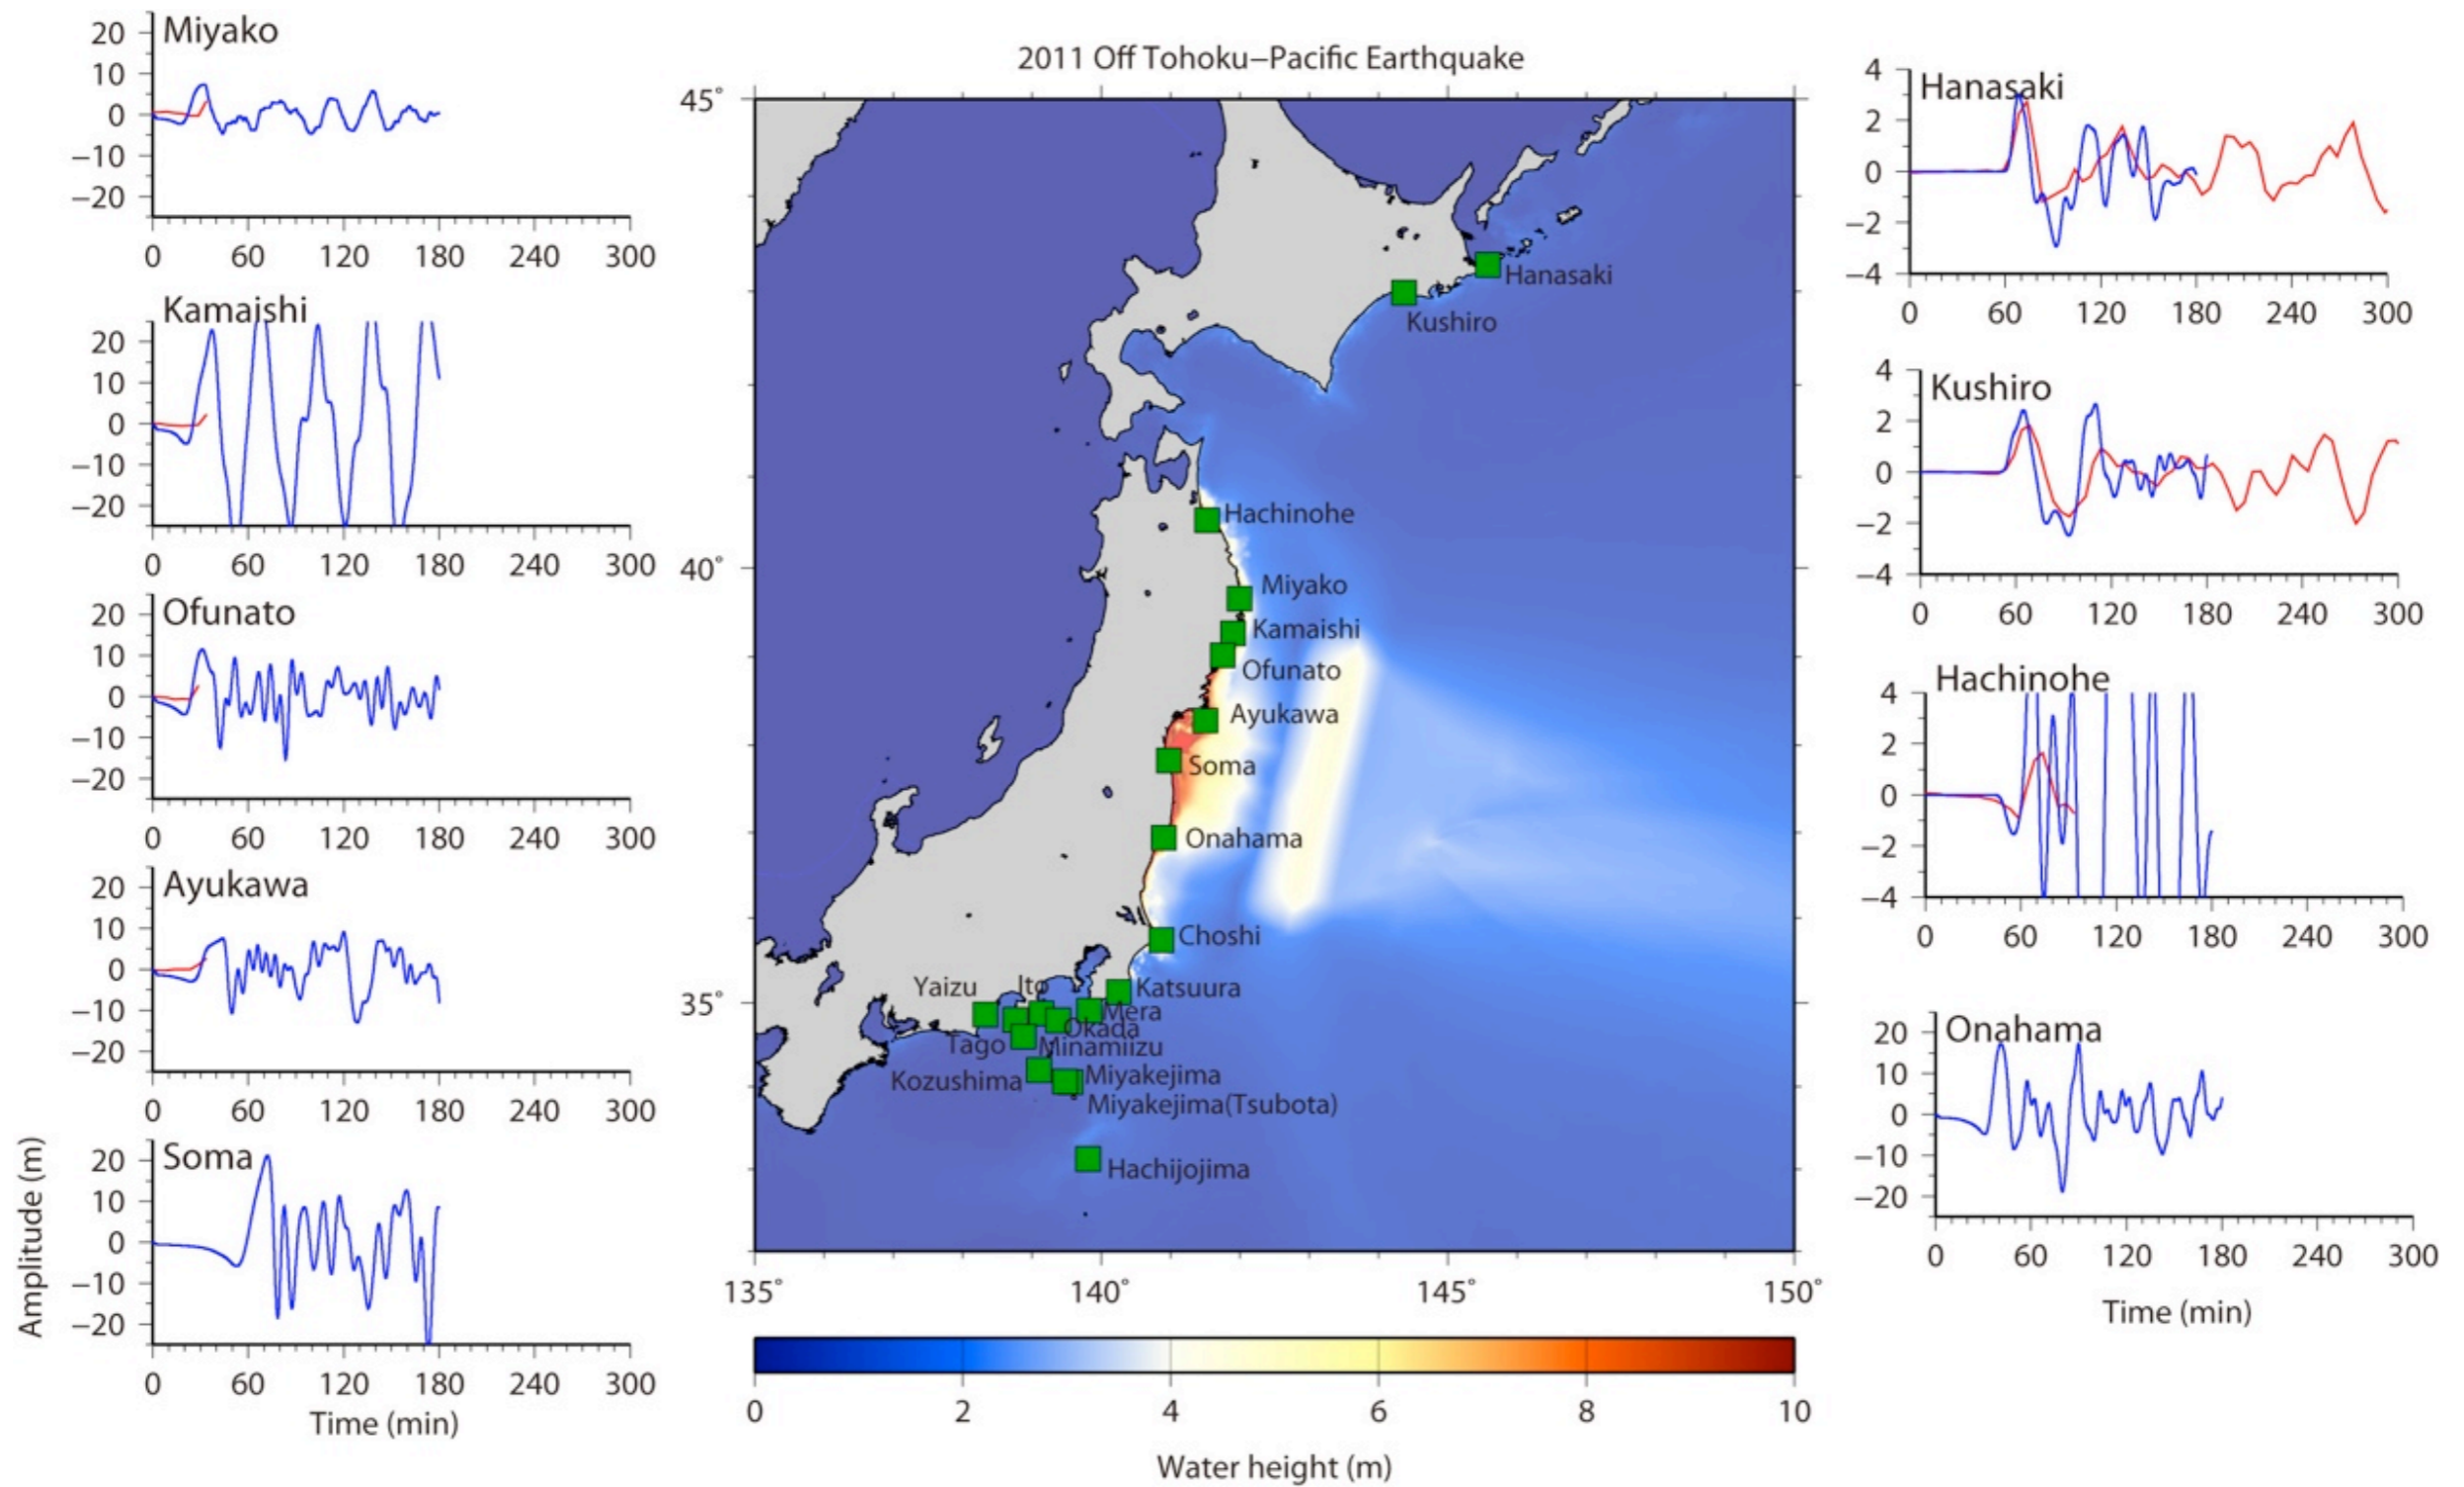 2011 Off Tohoku–Pacific Earthquake
Miyako
20
10
0
−10
−20
0 60 120 180 240 300
Kamaishi
20
10
0
−10
−20
0 60 120 180 240 300
Ofunato
20
10
0
−10
−20
0 60 120 180 240 300
Ayukawa
20
10
0
−10
−20
0 60 120 180 240 300
Soma
20
10
0
−10
−20
0 60 120 180 240 300
Amplitude (m)
Time (min)
45°
40°
35°
135° 140° 145° 150°
Hanasaki
Kushiro
Hachinohe
Miyako
Kamaishi
Ofunato
Ayukawa
Soma
Onahama
Choshi
Yaizu Ito Katsuura
Mera
Okada
Tago Minamiizu
Kozushima Miyakejima
Miyakejima(Tsubota)
Hachijojima
0 2 4 6 8 10
Water height (m)
Hanasaki
4
2
0
−2
−4
0 60 120 180 240 300
Kushiro
4
2
0
−2
−4
0 60 120 180 240 300
Hachinohe
4
2
0
−2
−4
0 60 120 180 240 300
Onahama
20
10
0
−10
−20
0 60 120 180 240 300
Time (min)